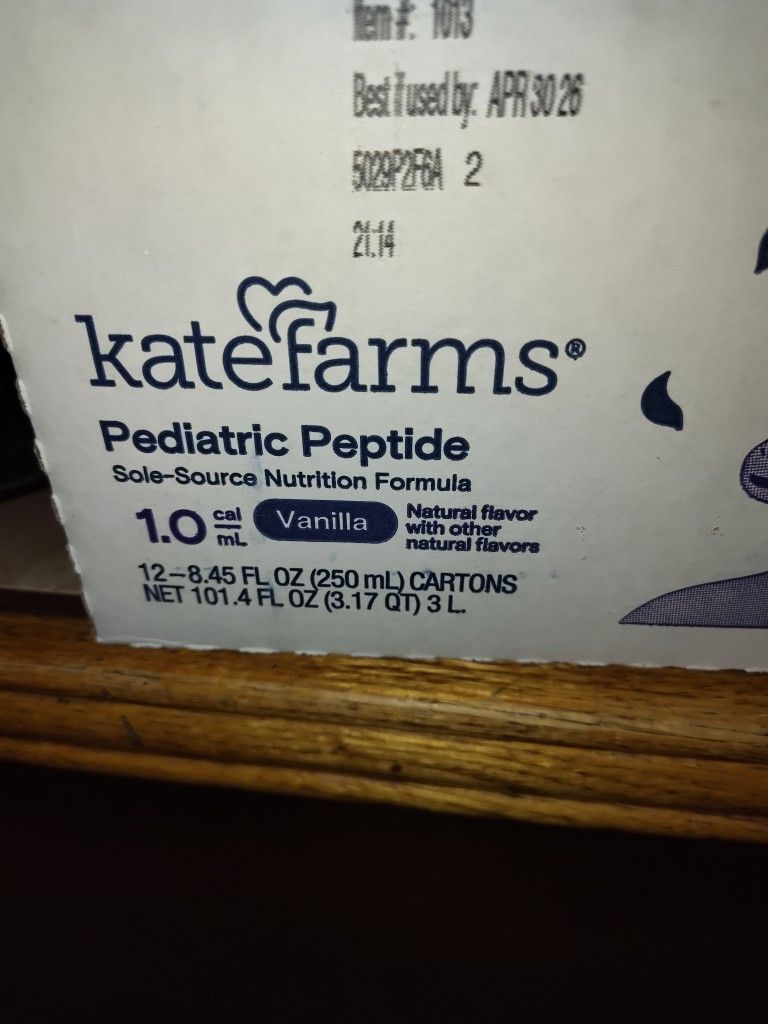 Item #: 1013
Best if used by: APR 30 26
5029P2F6A 2
21:14
katefarms®
Pediatric Peptide
Sole-Source Nutrition Formula
1.0 cal/mL Vanilla Natural flavor
with other
natural flavors
12–8.45 FL OZ (250 mL) CARTONS
NET 101.4 FL OZ (3.17 QT) 3 L.